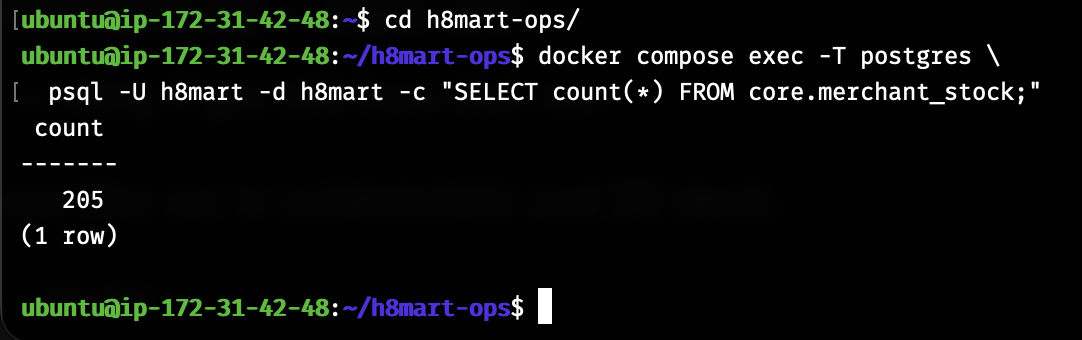 [ubuntu@ip-172-31-42-48:~$ cd h8mart-ops/
ubuntu@ip-172-31-42-48:~/h8mart-ops$ docker compose exec -T postgres \
[  psql -U h8mart -d h8mart -c "SELECT count(*) FROM core.merchant_stock;"
 count
-------
   205
(1 row)
ubuntu@ip-172-31-42-48:~/h8mart-ops$